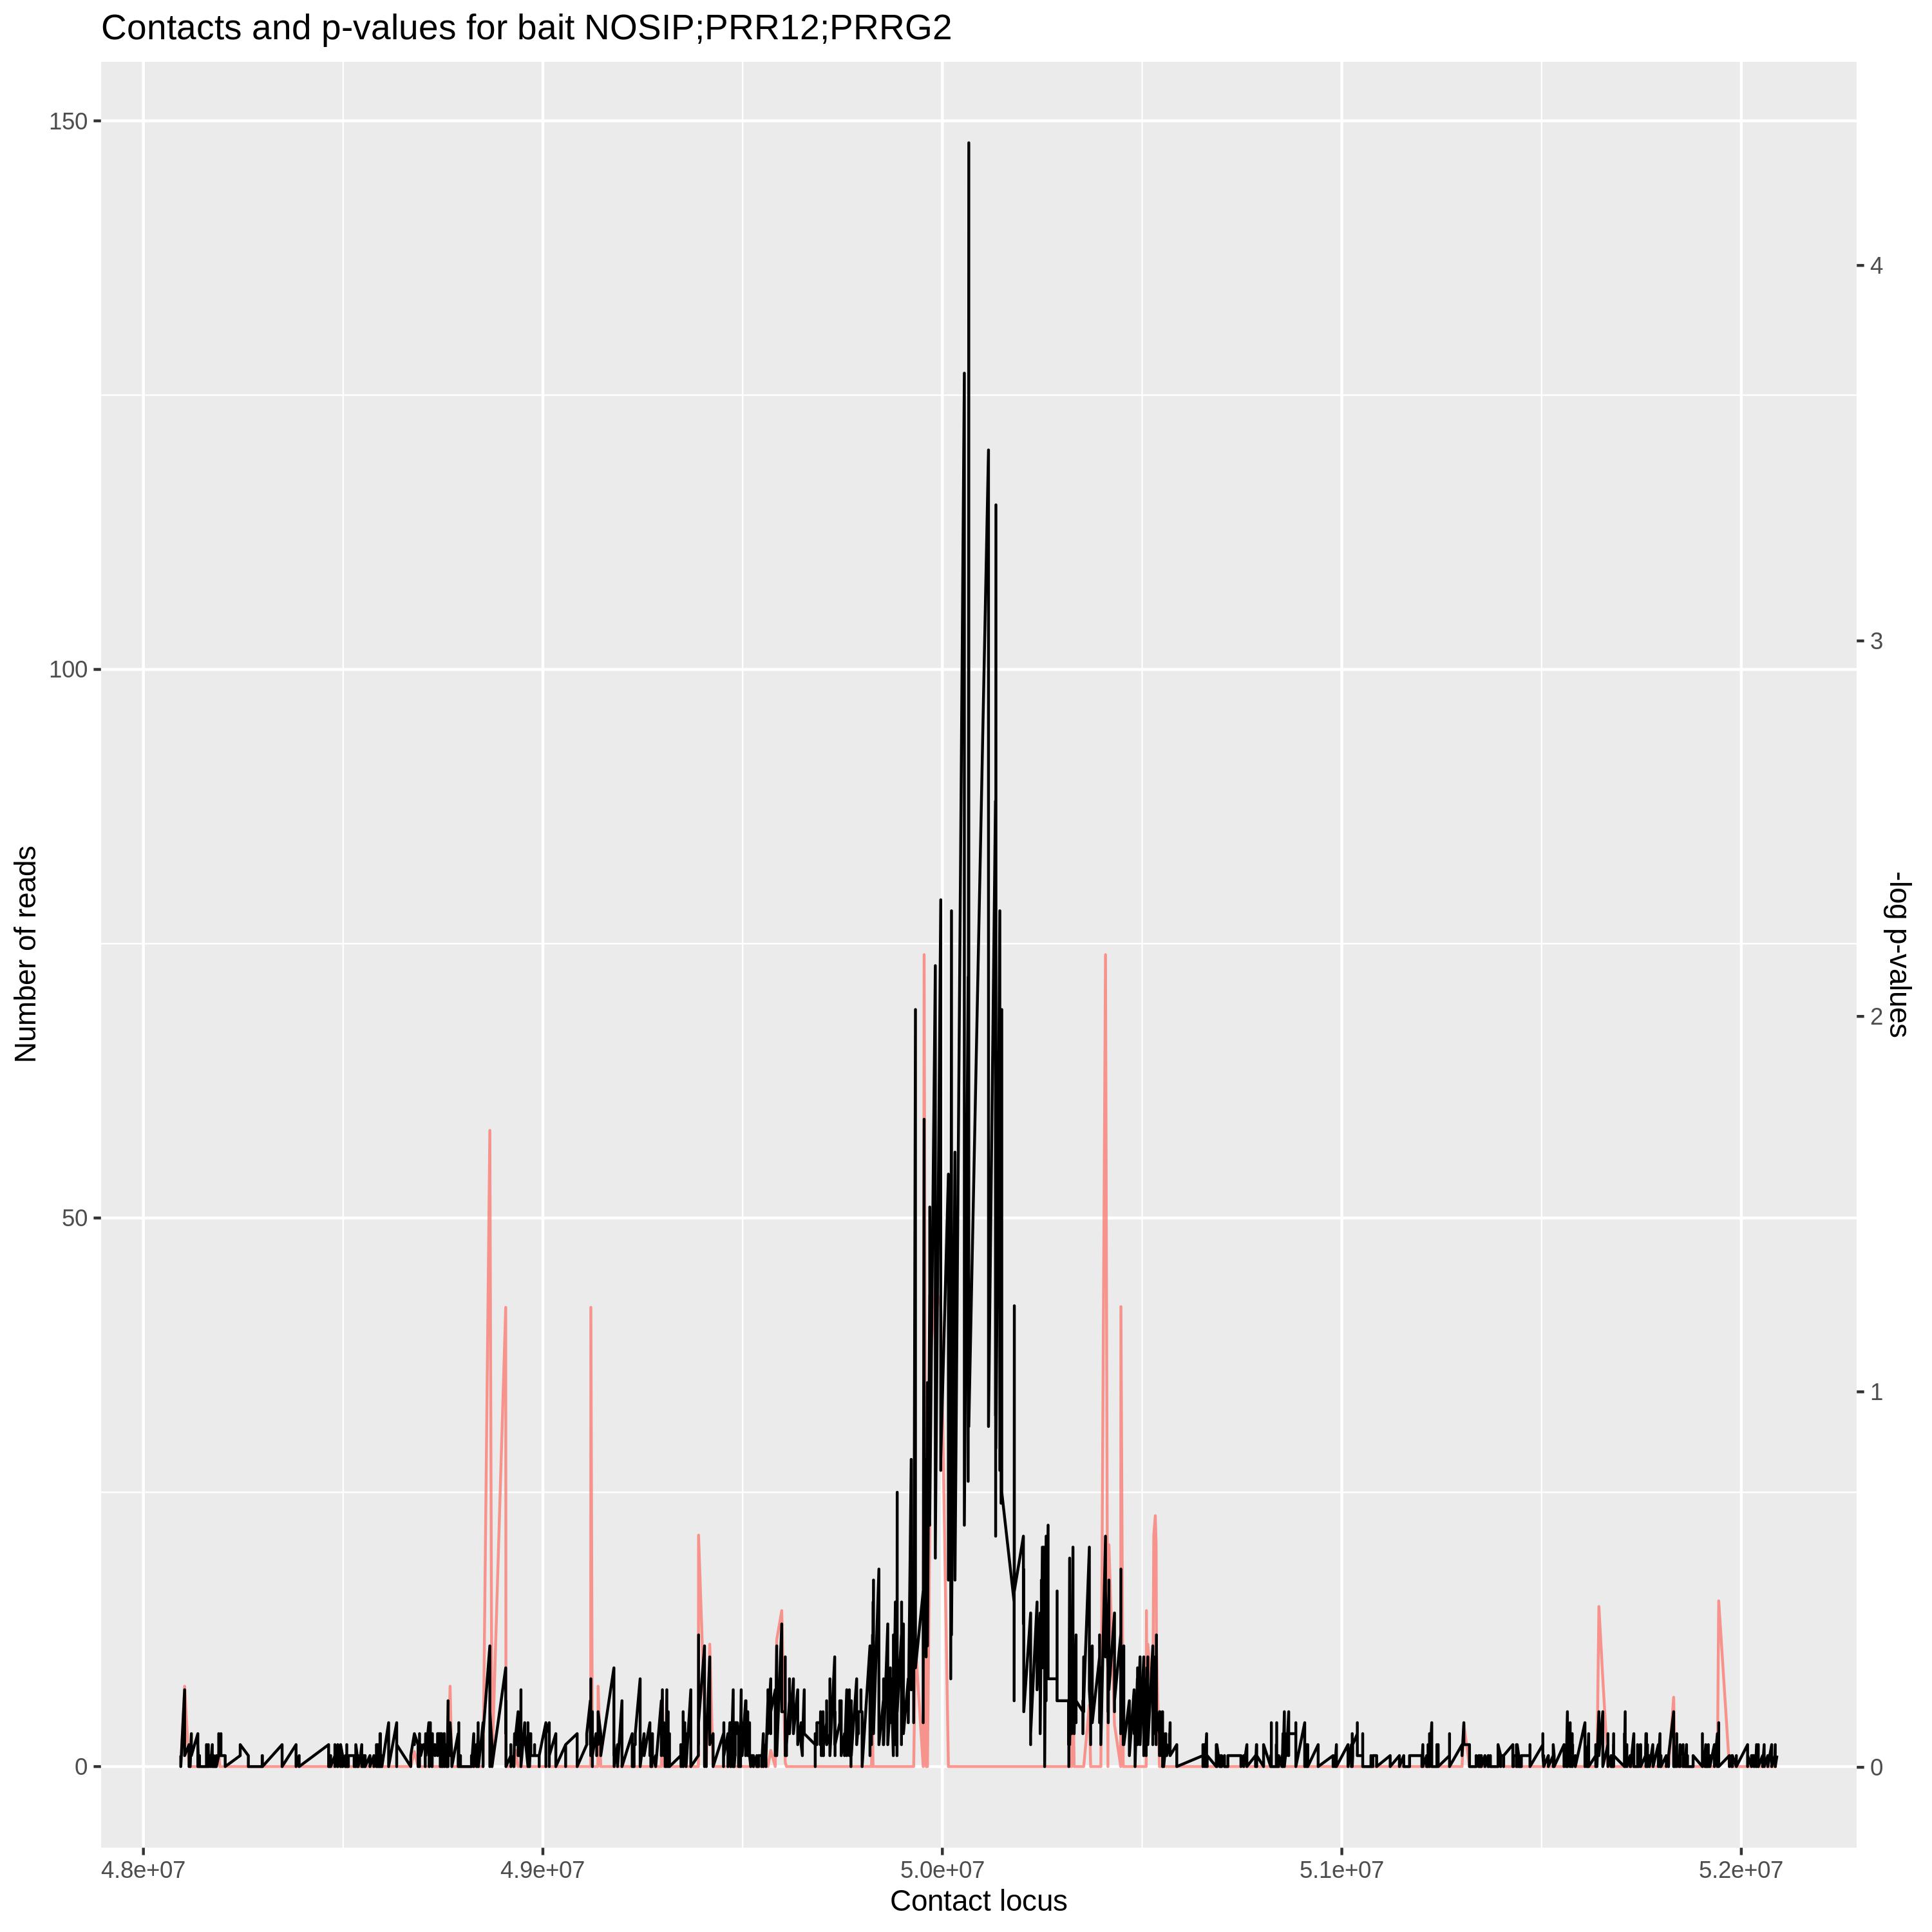 Contacts and p-values for bait NOSIP;PRR12;PRRG2
150
100
50
0
Number of reads
4
3
2
1
0
-log p-values
4.8e+07
4.9e+07
5.0e+07
5.1e+07
5.2e+07
Contact locus